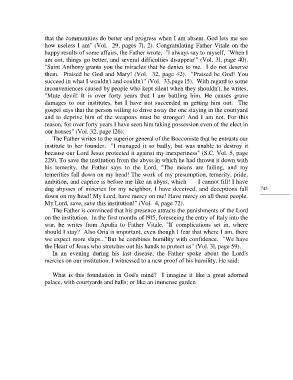 that the communities do better and progress when I am absent. God lets me see
how useless I am" (Vol. 29, pages 71, 2). Congratulating Father Vitale on the
happy results of some affairs, the Father wrote, "I always say to myself, 'When I
am out, things go better, and several difficulties disappear'" (Vol. 31, page 40).
"Saint Anthony grants you the miracles that he denies to me. I do not deserve
them. Praised be God and Mary! (Vol. 32, page 42). "Praised be God! You
succeed in what I wouldn't and couldn't" (Vol. 33,page 5). With regard to some
inconveniences caused by people who kept silent when they shouldn't, he writes,
"Mute devil! It is over forty years that I am battling him. He causes grave
damages to our institutes, but I have not succeeded in getting him out. The
gospel says that the person willing to drive away the one staying in the courtyard
and to deprive him of the weapons must be stronger! And I am not. For this
reason, for over forty years I have seen him taking possession even of the elect in
our houses" (Vol. 32, page 126).
The Father writes to the superior general of the Bocconiste that he entrusts our
institute to her founder. "I managed it so badly, but was unable to destroy it
because our Lord Jesus protected it against my inexpertness" (S.C. Vol. 5, page
229). To save the institution from the abyss in which he had thrown it down with
his temerity, the Father says to the Lord, "The means are failing, and my
temerities fall down on my head! The work of my presumption, temerity, pride,
ambition, and caprice is before me like an abyss, which I cannot fill! I have
dug abysses of miseries for my neighbor, I have deceived, and deceptions fall
down on my head! My Lord, have mercy on me! Have mercy on all these people.
My Lord, save, save this institution!" (Vol. 4, page 72).
The Father is convinced that his presence attracts the punishments of the Lord
on the institution. In the first months of 1915, foreseeing the entry of Italy into the
war, he writes from Apulia to Father Vitale, "If complications set in, where
should I stay? Also Oria is important, even though I fear that where I am, there
we expect more slaps..."But he combines humility with confidence. "We have
the Heart of Jesus who stretches out his hands to protect us" (Vol. 31, page 59).
In an evening during his last disease, the Father spoke about the Lord's
mercies on our institution. I witnessed to a new proof of his humility. He said:
What is this foundation in God's mind? I imagine it like a great adorned
palace, with courtyards and halls; or like an immense garden
745